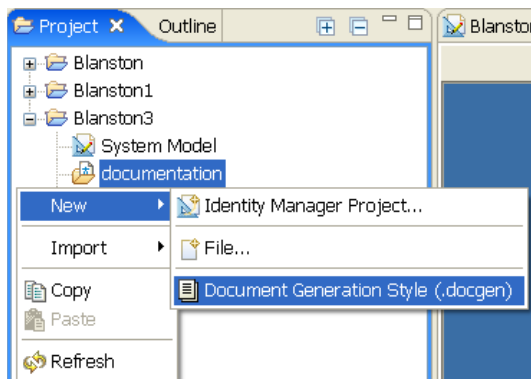 Project Outline Blansto
Blanston
Blanston1
Blanston3
System Model
documentation
New Identity Manager Project...
Import File...
Copy Document Generation Style (.docgen)
Paste
Refresh